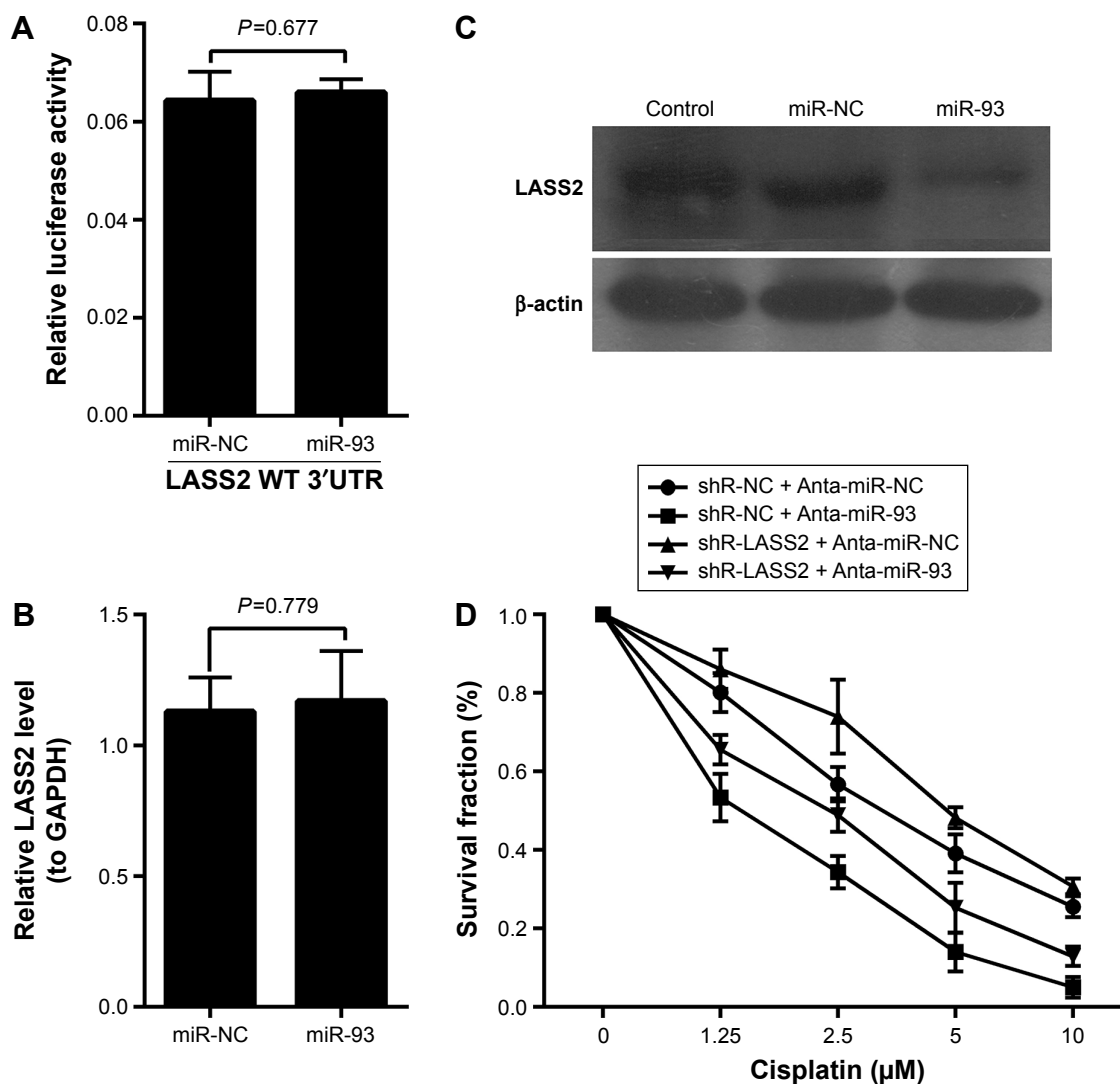 A
P=0.677
Relative luciferase activity
0.08
0.06
0.04
0.02
0.00
miR-NC
miR-93
LASS2 WT 3′UTR
C
Control
miR-NC
miR-93
LASS2
β-actin
B
P=0.779
Relative LASS2 level
(to GAPDH)
1.5
1.0
0.5
0.0
miR-NC
miR-93
shR-NC + Anta-miR-NC
shR-NC + Anta-miR-93
shR-LASS2 + Anta-miR-NC
shR-LASS2 + Anta-miR-93
D
Survival fraction (%)
1.0
0.8
0.6
0.4
0.2
0.0
0
1.25
2.5
5
10
Cisplatin (µM)